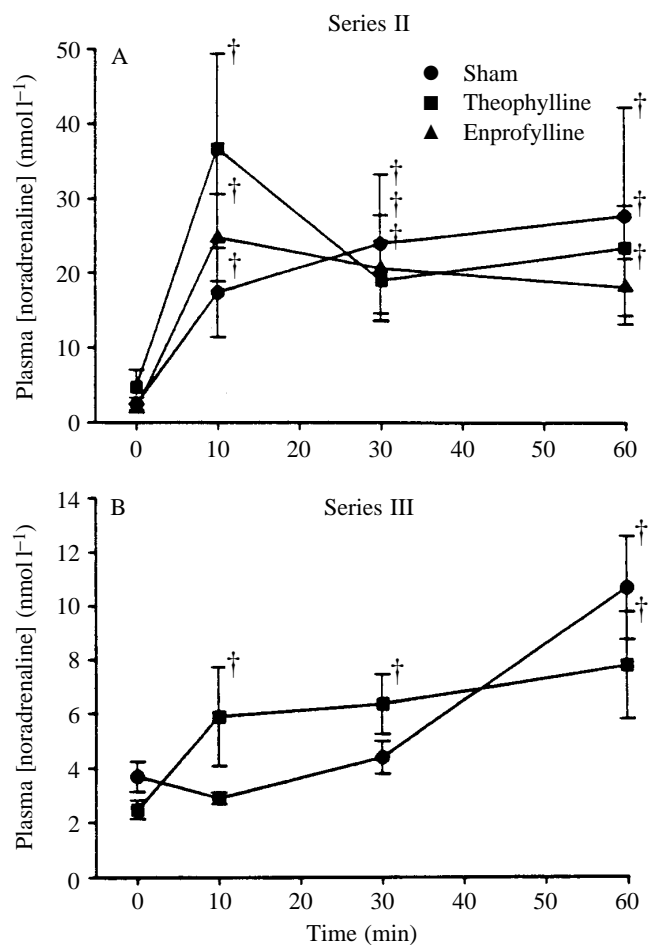 Series II
A
Plasma [noradrenaline] (nmol l⁻¹)
50
40
30
20
10
0
† † † † † † † † †
Sham
Theophylline
Enprofylline
0 10 20 30 40 50 60
B
Series III
Plasma [noradrenaline] (nmol l⁻¹)
14
12
10
8
6
4
2
0
† † † †
0 10 20 30 40 50 60
Time (min)